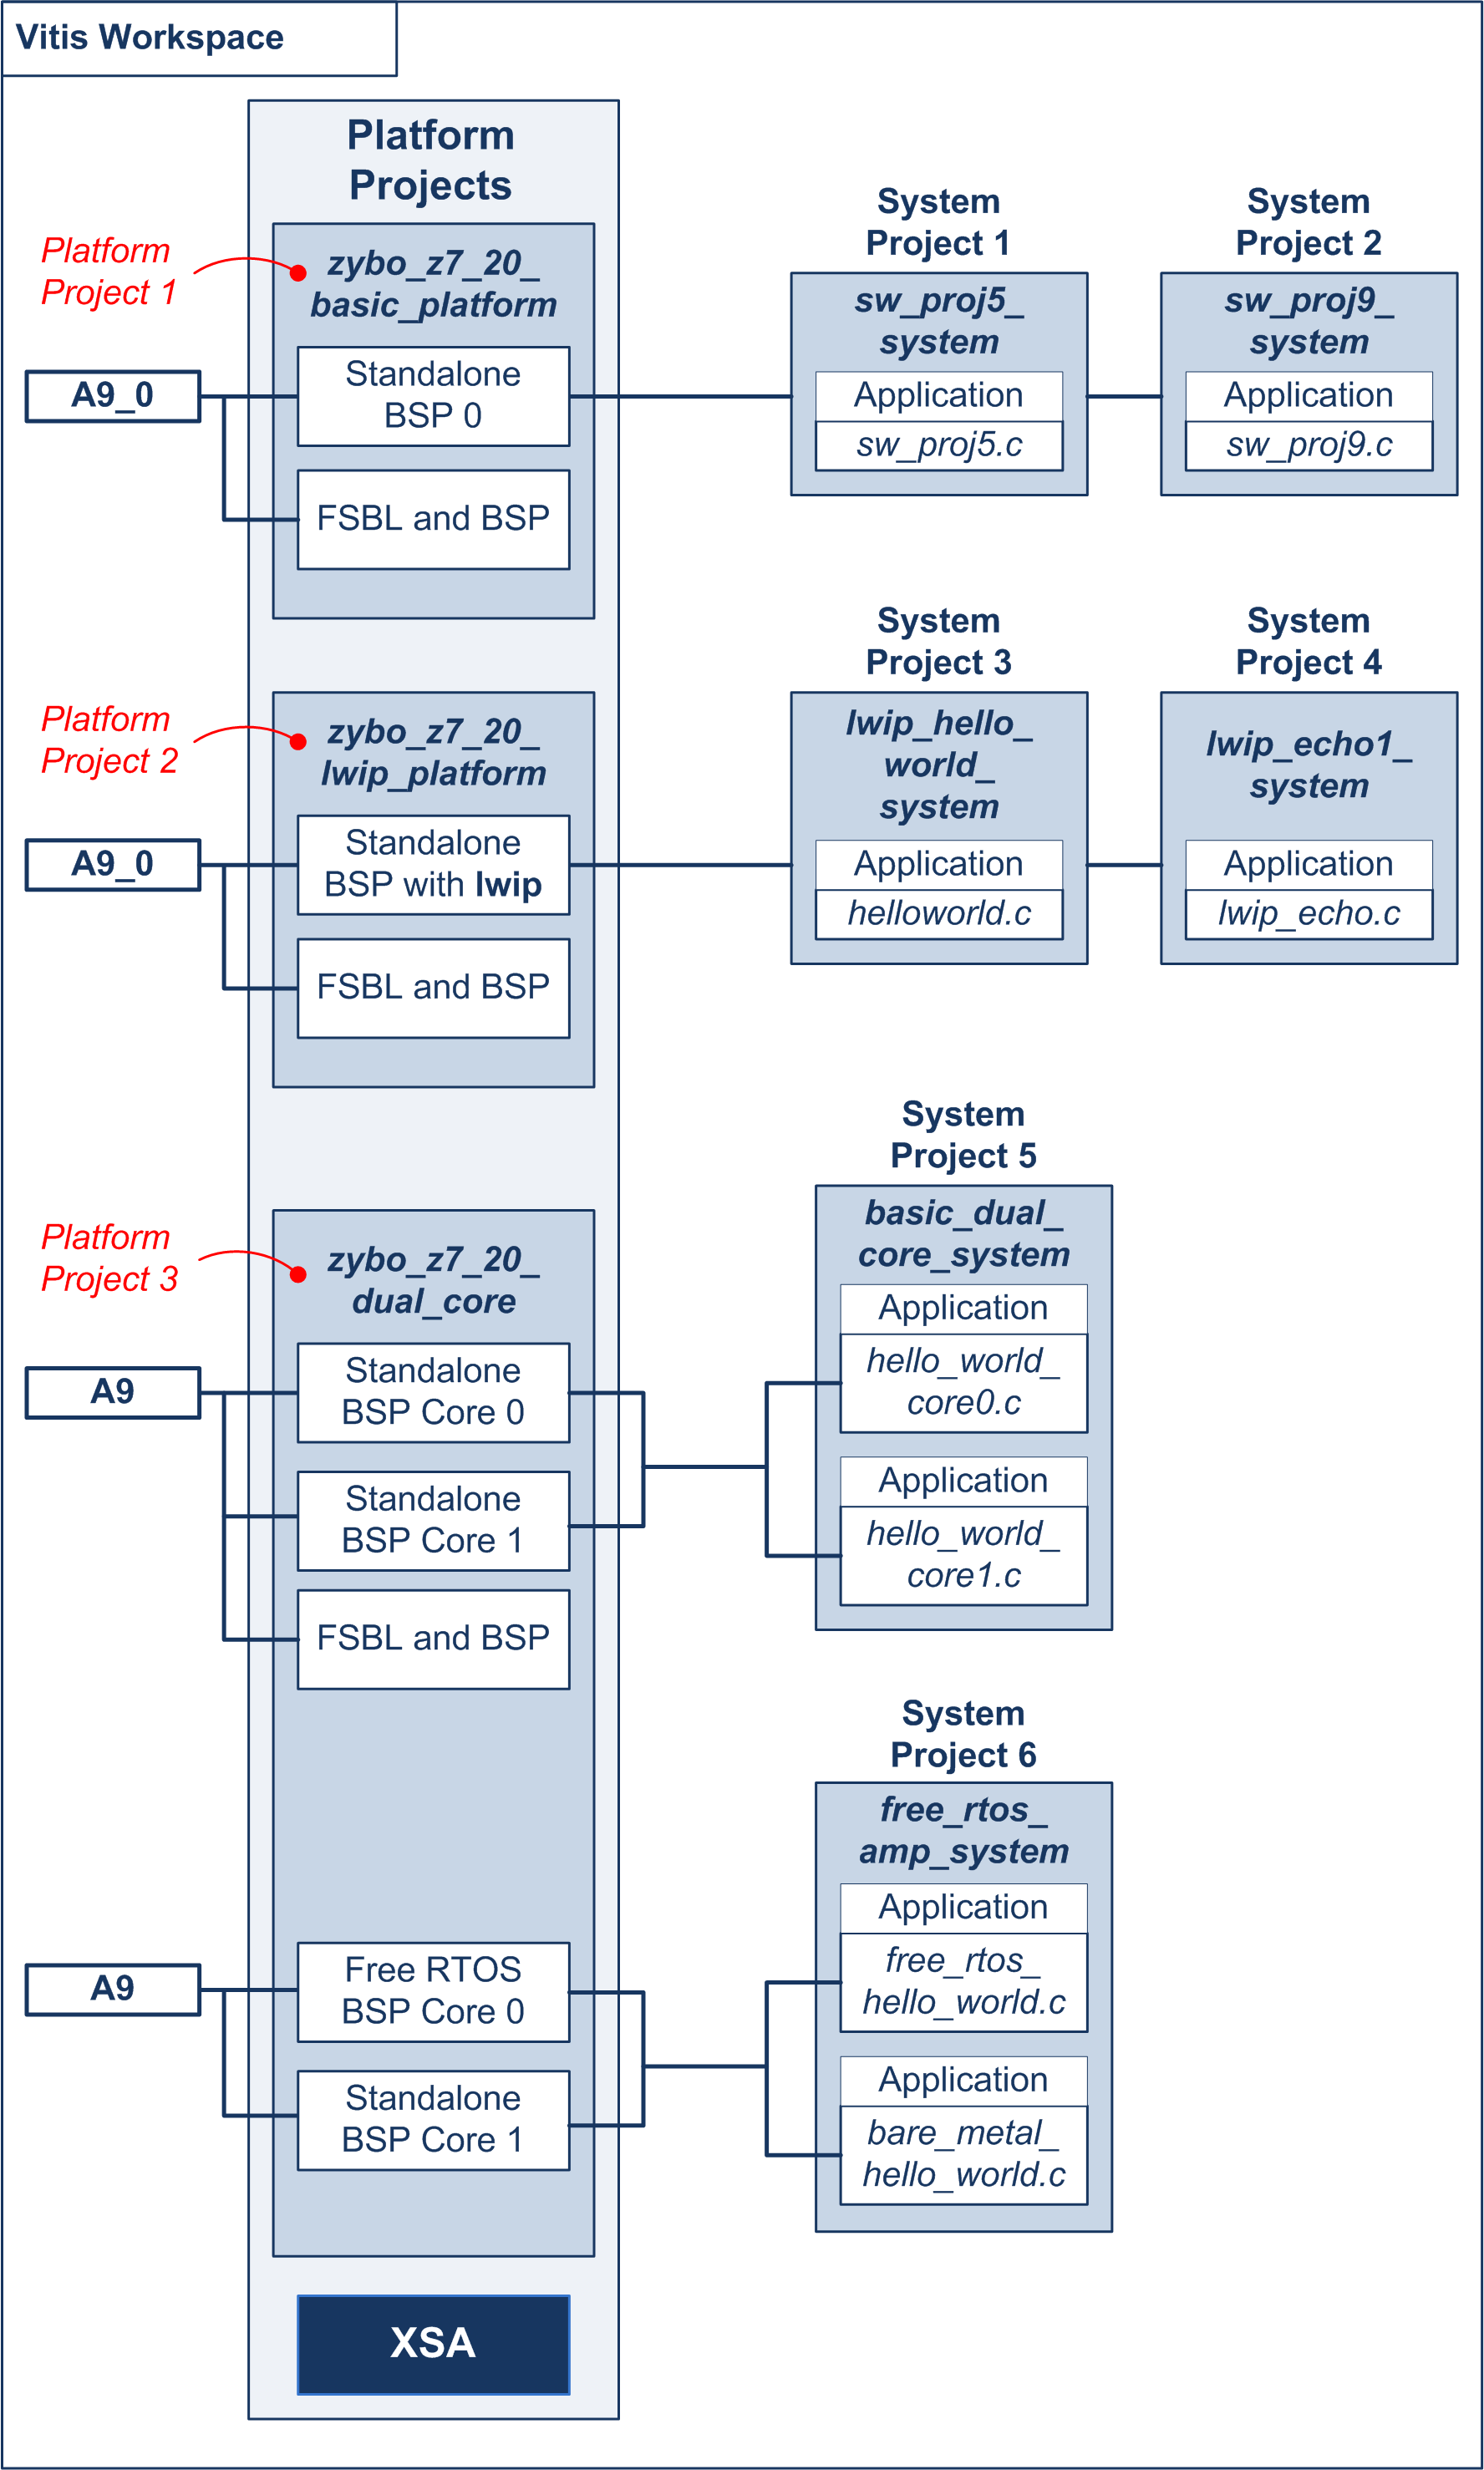 Vitis Workspace
Platform
Projects
Platform
Project 1
zybo_z7_20_
basic_platform
A9_0
Standalone
BSP 0
FSBL and BSP
System
Project 1
sw_proj5_
system
Application
sw_proj5.c
System
Project 2
sw_proj9_
system
Application
sw_proj9.c
Platform
Project 2
zybo_z7_20_
lwip_platform
A9_0
Standalone
BSP with lwip
FSBL and BSP
System
Project 3
lwip_hello_
world_
system
Application
helloworld.c
System
Project 4
lwip_echo1_
system
Application
lwip_echo.c
Platform
Project 3
zybo_z7_20_
dual_core
A9
Standalone
BSP Core 0
Standalone
BSP Core 1
FSBL and BSP
System
Project 5
basic_dual_
core_system
Application
hello_world_
core0.c
Application
hello_world_
core1.c
A9
Free RTOS
BSP Core 0
Standalone
BSP Core 1
System
Project 6
free_rtos_
amp_system
Application
free_rtos_
hello_world.c
Application
bare_metal_
hello_world.c
XSA